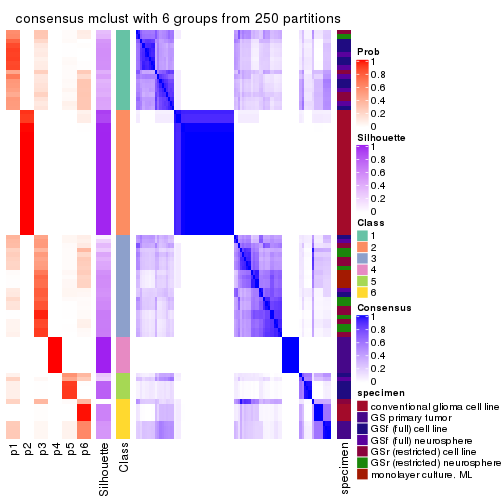 consensus mclust with 6 groups from 250 partitions
Prob
1
0.8
0.6
0.4
0.2
0
Silhouette
1
0.8
0.6
0.4
0.2
0
Class
1
2
3
4
5
6
Consensus
1
0.8
0.6
0.4
0.2
0
specimen
conventional glioma cell line
GS primary tumor
GSf (full) cell line
GSf (full) neurosphere
GSr (restricted) cell line
GSr (restricted) neurosphere
monolayer culture. ML
p1
p2
p3
p4
p5
p6
Silhouette
Class
specimen